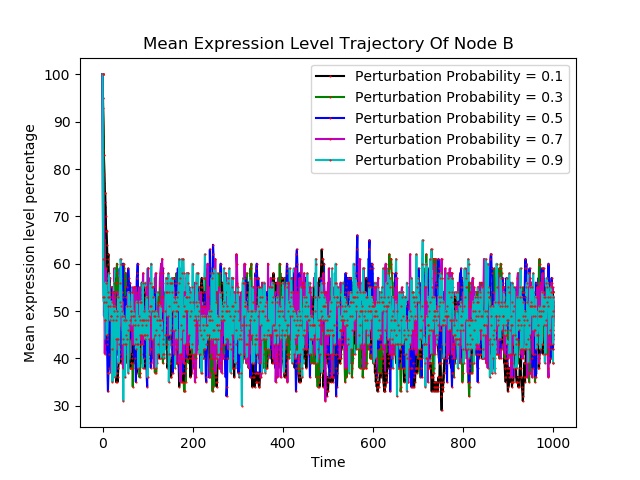 Mean Expression Level Trajectory Of Node B
Mean expression level percentage
100
90
80
70
60
50
40
30
Perturbation Probability = 0.1
Perturbation Probability = 0.3
Perturbation Probability = 0.5
Perturbation Probability = 0.7
Perturbation Probability = 0.9
0 200 400 600 800 1000
Time